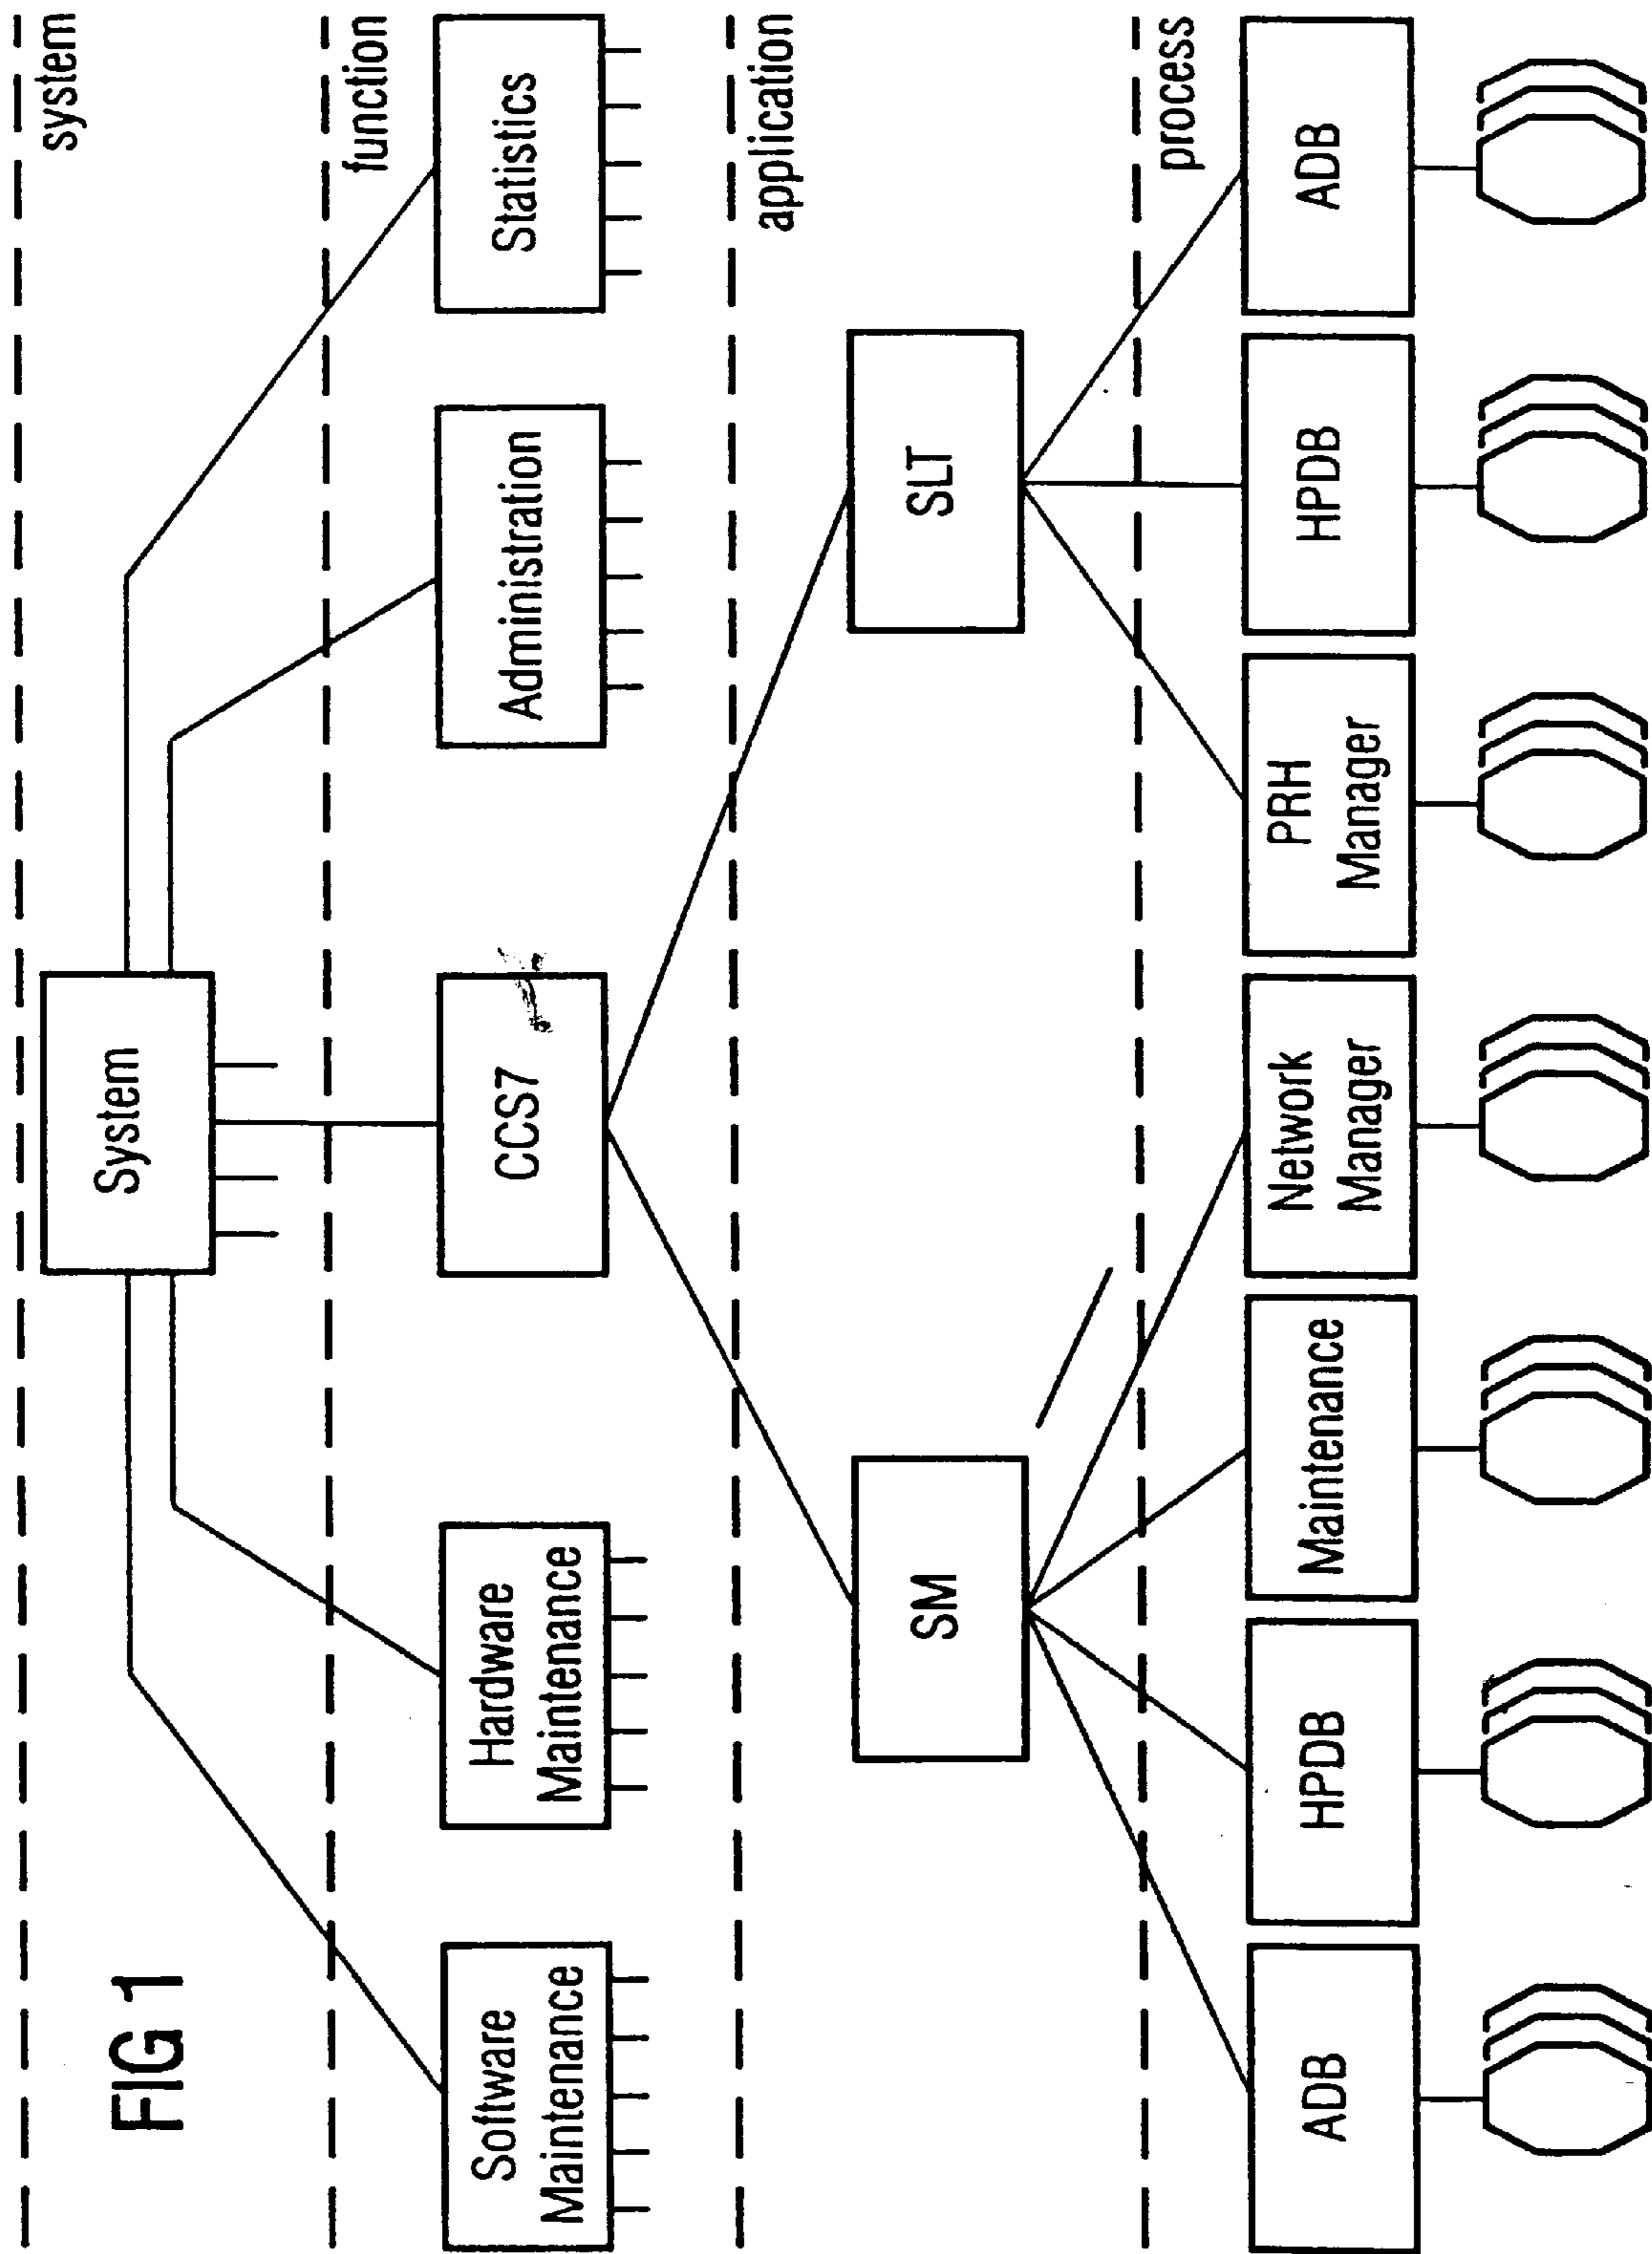 FIG 1
system
System
function
Software
Maintenance
Hardware
Maintenance
CCS7
Administration
Statistics
application
SM
SLT
process
ADB
HPDB
Maintenance
Network
Manager
PRH
Manager
HPDB
ADB